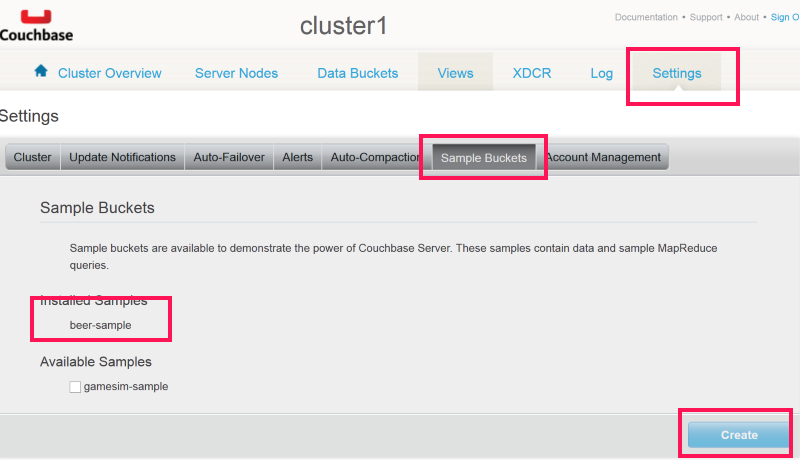 Couchbase
cluster1
Documentation • Support • About • Sign O
Cluster Overview Server Nodes Data Buckets Views XDCR Log Settings
Settings
Cluster Update Notifications Auto-Failover Alerts Auto-Compaction Sample Buckets Account Management
Sample Buckets
Sample buckets are available to demonstrate the power of Couchbase Server. These samples contain data and sample MapReduce
queries.
Installed Samples
beer-sample
Available Samples
gamesim-sample
Create